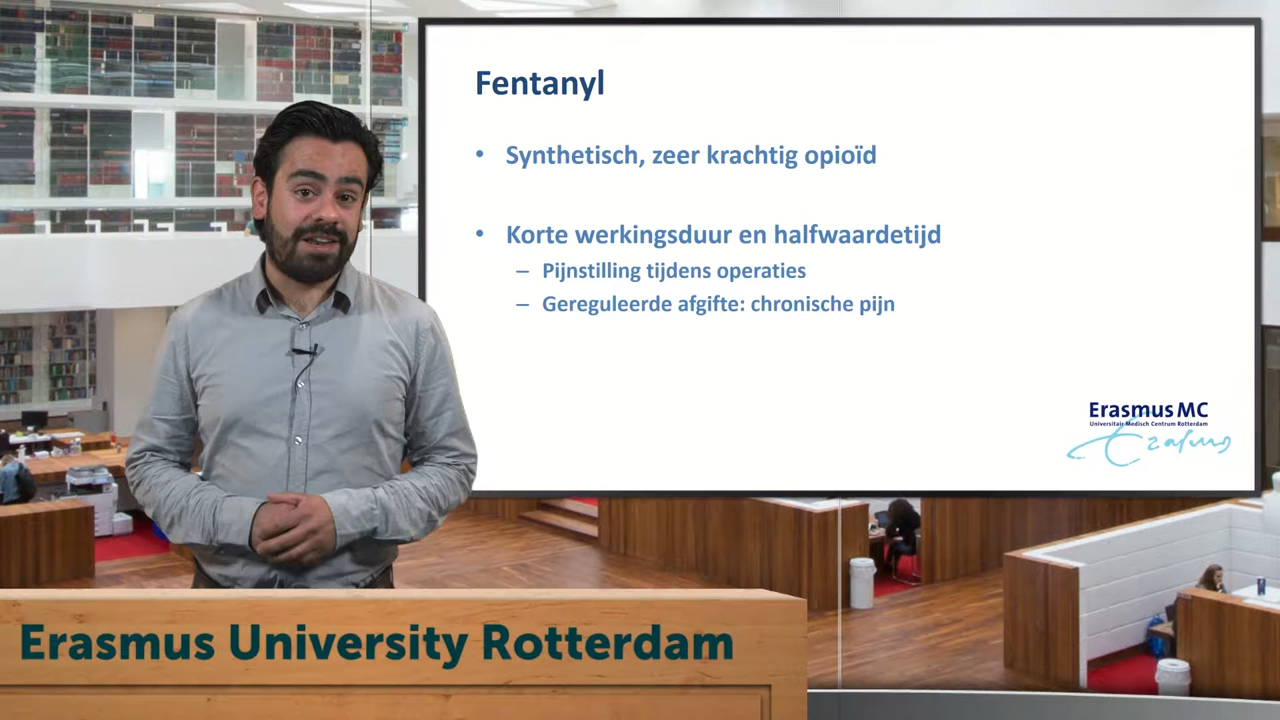 Fentanyl
• Synthetisch, zeer krachtig opioïd
• Korte werkingsduur en halfwaardetijd
– Pijnstilling tijdens operaties
– Gereguleerde afgifte: chronische pijn
Erasmus MC
Universitair Medisch Centrum Rotterdam
Erasmus
Erasmus University Rotterdam